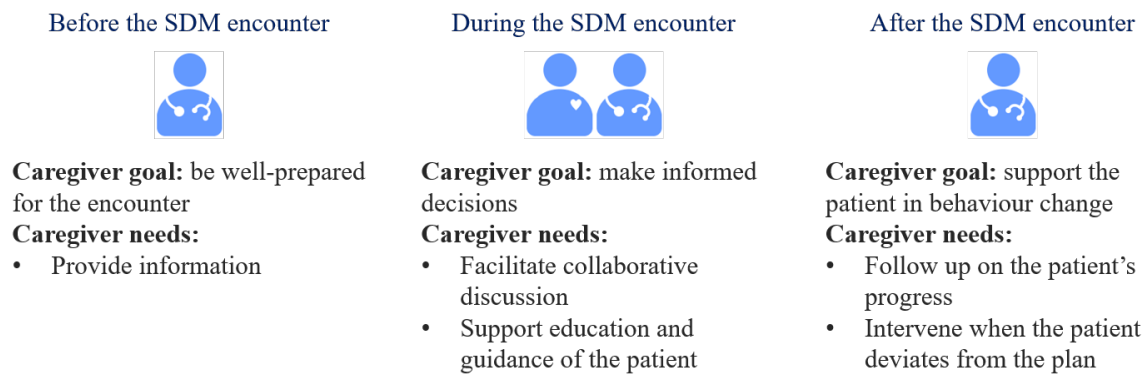 Before the SDM encounter
Caregiver goal: be well-prepared
for the encounter
Caregiver needs:
• Provide information
During the SDM encounter
Caregiver goal: make informed
decisions
Caregiver needs:
• Facilitate collaborative
discussion
• Support education and
guidance of the patient
After the SDM encounter
Caregiver goal: support the
patient in behaviour change
Caregiver needs:
• Follow up on the patient’s
progress
• Intervene when the patient
deviates from the plan